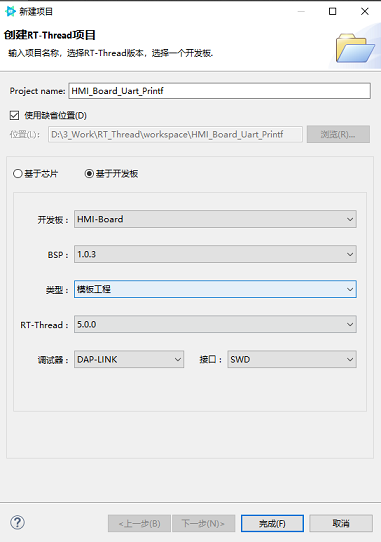 新建项目
创建RT-Thread项目
输入项目名称，选择RT-Thread版本，选择一个开发板.
Project name: HMI_Board_Uart_Printf
使用缺省位置(D)
位置(L): D:\3_Work\RT_Thread\workspace\HMI_Board_Uart_Printf 浏览(R)...
基于芯片 基于开发板
开发板： HMI-Board
BSP： 1.0.3
类型： 模板工程
RT-Thread： 5.0.0
调试器： DAP-LINK 接口： SWD
<上一步(B) 下一步(N)> 完成(F) 取消